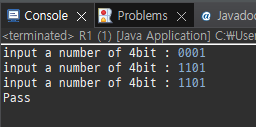 Console Problems @ Javadoc
<terminated> R1 (1) [Java Application] C:₩User
input a number of 4bit : 0001
input a number of 4bit : 1101
input a number of 4bit : 1101
Pass